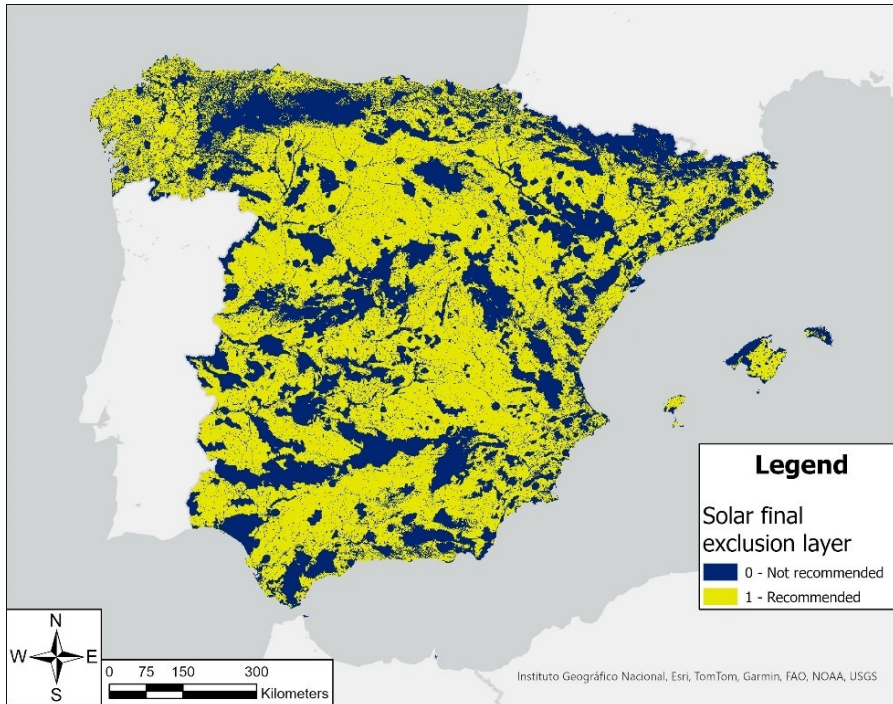 Legend
Solar final
exclusion layer
0 - Not recommended
1 - Recommended
N
W E
S
0 75 150 300
Kilometers
Instituto Geográfico Nacional, Esri, TomTom, Garmin, FAO, NOAA, USGS